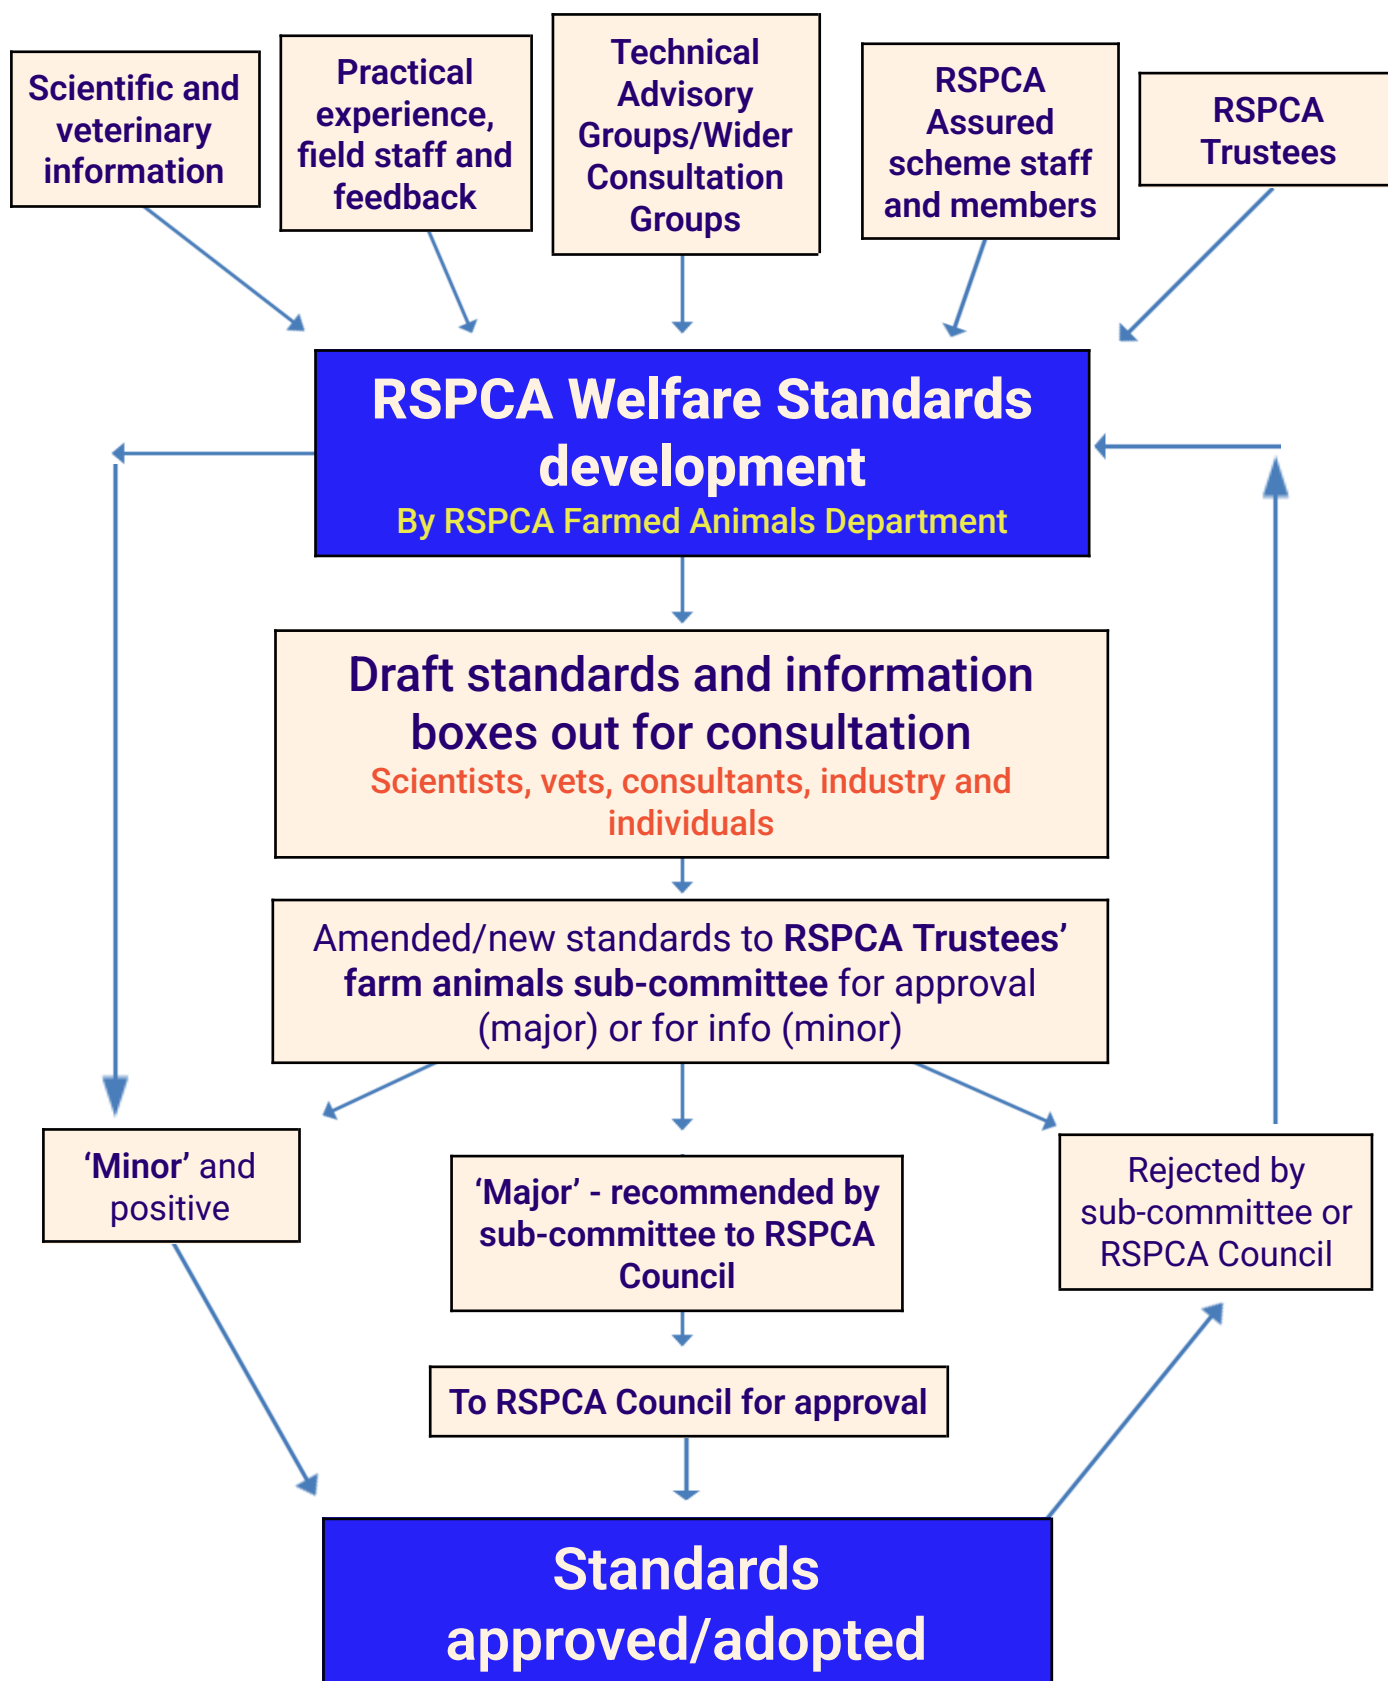 Scientific and
veterinary
information
Practical
experience,
field staff and
feedback
Technical
Advisory
Groups/Wider
Consultation
Groups
RSPCA
Assured
scheme staff
and members
RSPCA
Trustees
RSPCA Welfare Standards
development
By RSPCA Farmed Animals Department
Draft standards and information
boxes out for consultation
Scientists, vets, consultants, industry and
individuals
Amended/new standards to RSPCA Trustees’
farm animals sub-committee for approval
(major) or for info (minor)
‘Minor’ and
positive
‘Major’ - recommended by
sub-committee to RSPCA
Council
Rejected by
sub-committee or
RSPCA Council
To RSPCA Council for approval
Standards
approved/adopted